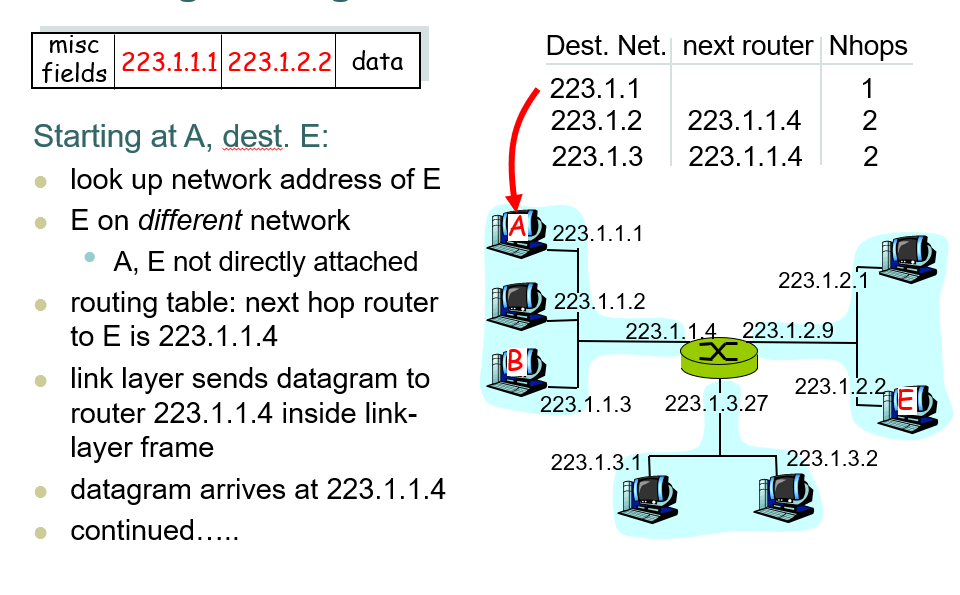 misc
fields
223.1.1.1
223.1.2.2
data
Starting at A, dest. E:
look up network address of E
E on different network
A, E not directly attached
routing table: next hop router
to E is 223.1.1.4
link layer sends datagram to
router 223.1.1.4 inside link-
layer frame
datagram arrives at 223.1.1.4
continued…..
Dest. Net. next router Nhops
223.1.1 1
223.1.2 223.1.1.4 2
223.1.3 223.1.1.4 2
A
223.1.1.1
223.1.2.1
223.1.1.2
223.1.1.4
223.1.2.9
B
223.1.2.2
E
223.1.1.3
223.1.3.27
223.1.3.1
223.1.3.2